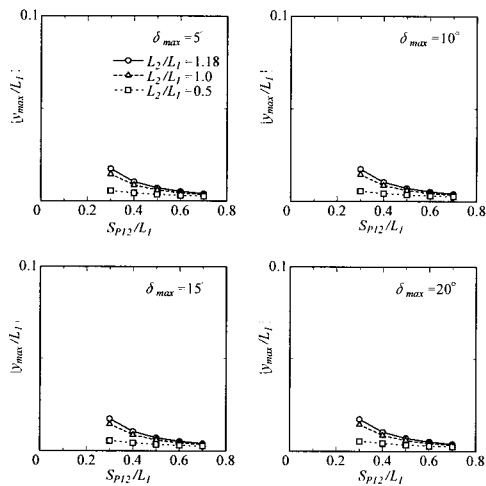 0.1
δ max =5°
L2/L1=1.18
L2/L1=1.0
L2/L1=0.5
|ymax/L1|
0 0.2 0.4 0.6 0.8
SP12/L1
0.1
δ max =10°
|ymax/L1|
0 0.2 0.4 0.6 0.8
SP12/L1
0.1
δ max =15°
|ymax/L1|
0 0.2 0.4 0.6 0.8
SP12/L1
0.1
δ max =20°
|ymax/L1|
0 0.2 0.4 0.6 0.8
SP12/L1